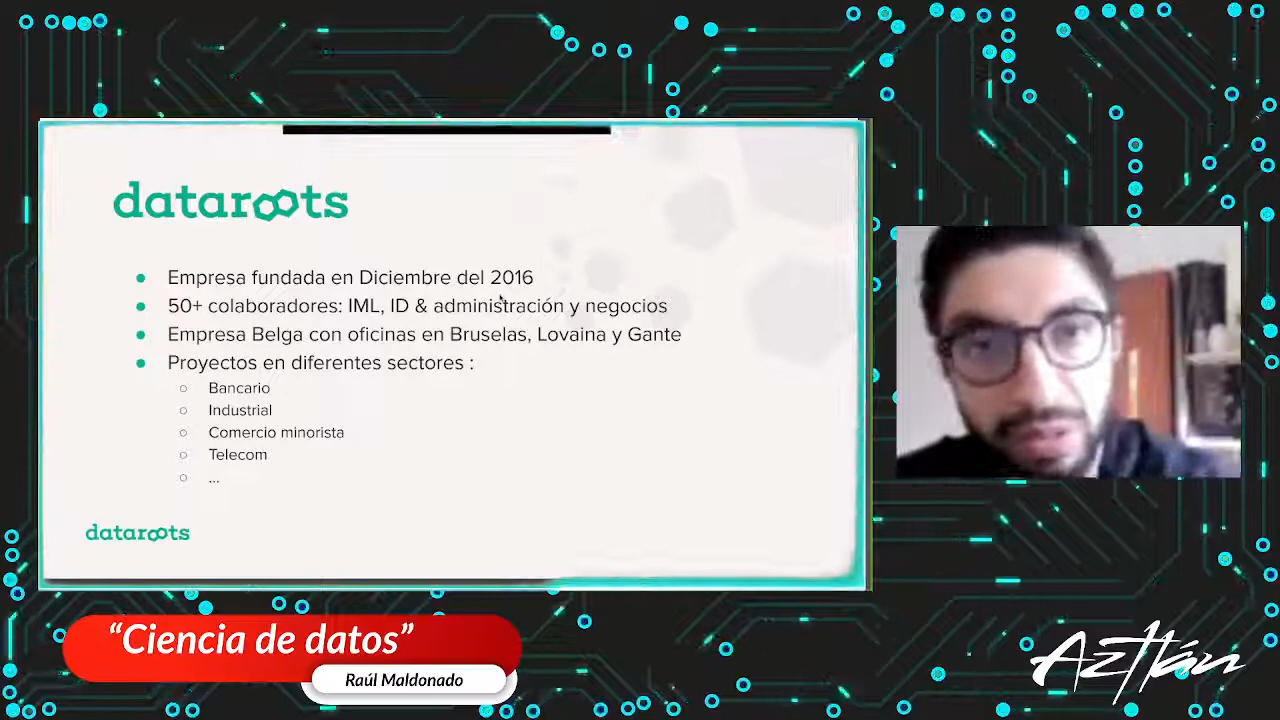 dataroots
Empresa fundada en Diciembre del 2016
50+ colaboradores: IML, ID & administración y negocios
Empresa Belga con oficinas en Bruselas, Lovaina y Gante
Proyectos en diferentes sectores :
Bancario
Industrial
Comercio minorista
Telecom
...
dataroots
“Ciencia de datos”
Raúl Maldonado
Aztlán